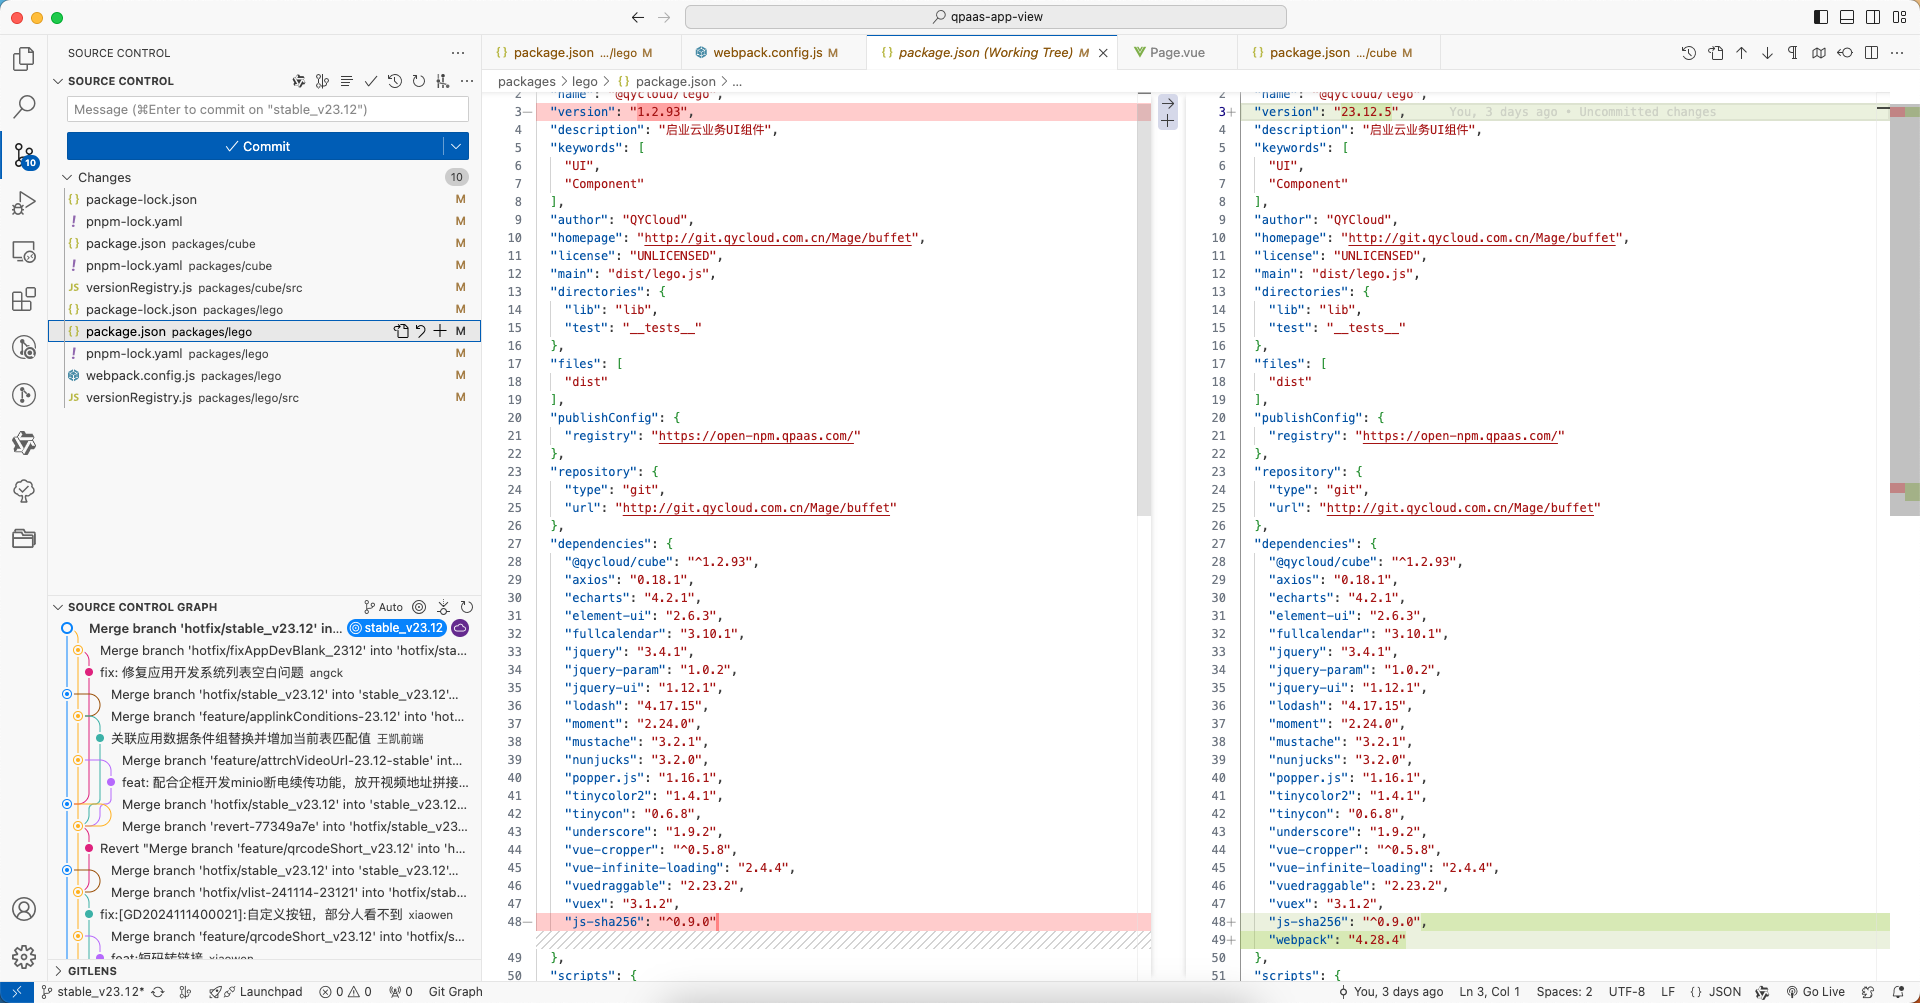 qpaas-app-view
SOURCE CONTROL
SOURCE CONTROL
Message (⌘Enter to commit on "stable_v23.12")
Commit
Changes 10
package-lock.json M
pnpm-lock.yaml M
package.json packages/cube M
pnpm-lock.yaml packages/cube M
versionRegistry.js packages/cube/src M
package-lock.json packages/lego M
package.json packages/lego M
pnpm-lock.yaml packages/lego M
webpack.config.js packages/lego M
versionRegistry.js packages/lego/src M
10
SOURCE CONTROL GRAPH Auto
Merge branch 'hotfix/stable_v23.12' in... stable_v23.12
Merge branch 'hotfix/fixAppDevBlank_2312' into 'hotfix/sta...
fix: 修复应用开发系统列表空白问题 angck
Merge branch 'hotfix/stable_v23.12' into 'stable_v23.12'...
Merge branch 'feature/applinkConditions-23.12' into 'hot...
关联应用数据条件组替换并增加当前表匹配值 王凯前端
Merge branch 'feature/attrchVideoUrl-23.12-stable' int...
feat: 配合企框开发minio断电续传功能，放开视频地址拼接...
Merge branch 'hotfix/stable_v23.12' into 'stable_v23.12...
Merge branch 'revert-77349a7e' into 'hotfix/stable_v23...
Revert "Merge branch 'feature/qrcodeShort_v23.12' into 'h...
Merge branch 'hotfix/stable_v23.12' into 'stable_v23.12...
Merge branch 'hotfix/vlist-241114-23121' into 'hotfix/stab...
fix:[GD2024111400021]:自定义按钮，部分人看不到 xiaowen
Merge branch 'feature/qrcodeShort_v23.12' into 'hotfix/s...
feat:短码转链接 xiaowen
GITLENS
package.json .../lego M
webpack.config.js M
package.json (Working Tree) M
Page.vue
package.json .../cube M
packages > lego > {} package.json > ...
2 "name": "@qycloud/lego",
3 "version": "1.2.93",
4 "description": "启业云业务UI组件",
5 "keywords": [
6 "UI",
7 "Component"
8 ],
9 "author": "QYCloud",
10 "homepage": "http://git.qycloud.com.cn/Mage/buffet",
11 "license": "UNLICENSED",
12 "main": "dist/lego.js",
13 "directories": {
14 "lib": "lib",
15 "test": "__tests__"
16 },
17 "files": [
18 "dist"
19 ],
20 "publishConfig": {
21 "registry": "https://open-npm.qpaas.com/"
22 },
23 "repository": {
24 "type": "git",
25 "url": "http://git.qycloud.com.cn/Mage/buffet"
26 },
27 "dependencies": {
28 "@qycloud/cube": "^1.2.93",
29 "axios": "0.18.1",
30 "echarts": "4.2.1",
31 "element-ui": "2.6.3",
32 "fullcalendar": "3.10.1",
33 "jquery": "3.4.1",
34 "jquery-param": "1.0.2",
35 "jquery-ui": "1.12.1",
36 "lodash": "4.17.15",
37 "moment": "2.24.0",
38 "mustache": "3.2.1",
39 "nunjucks": "3.2.0",
40 "popper.js": "1.16.1",
41 "tinycolor2": "1.4.1",
42 "tinycon": "0.6.8",
43 "underscore": "1.9.2",
44 "vue-cropper": "^0.5.8",
45 "vue-infinite-loading": "2.4.4",
46 "vuedraggable": "2.23.2",
47 "vuex": "3.1.2",
48 "js-sha256": "^0.9.0"
49 },
50 "scripts": {
2 "name": "@qycloud/lego",
3 "version": "23.12.5", You, 3 days ago • Uncommitted changes
4 "description": "启业云业务UI组件",
5 "keywords": [
6 "UI",
7 "Component"
8 ],
9 "author": "QYCloud",
10 "homepage": "http://git.qycloud.com.cn/Mage/buffet",
11 "license": "UNLICENSED",
12 "main": "dist/lego.js",
13 "directories": {
14 "lib": "lib",
15 "test": "__tests__"
16 },
17 "files": [
18 "dist"
19 ],
20 "publishConfig": {
21 "registry": "https://open-npm.qpaas.com/"
22 },
23 "repository": {
24 "type": "git",
25 "url": "http://git.qycloud.com.cn/Mage/buffet"
26 },
27 "dependencies": {
28 "@qycloud/cube": "^1.2.93",
29 "axios": "0.18.1",
30 "echarts": "4.2.1",
31 "element-ui": "2.6.3",
32 "fullcalendar": "3.10.1",
33 "jquery": "3.4.1",
34 "jquery-param": "1.0.2",
35 "jquery-ui": "1.12.1",
36 "lodash": "4.17.15",
37 "moment": "2.24.0",
38 "mustache": "3.2.1",
39 "nunjucks": "3.2.0",
40 "popper.js": "1.16.1",
41 "tinycolor2": "1.4.1",
42 "tinycon": "0.6.8",
43 "underscore": "1.9.2",
44 "vue-cropper": "^0.5.8",
45 "vue-infinite-loading": "2.4.4",
46 "vuedraggable": "2.23.2",
47 "vuex": "3.1.2",
48 "js-sha256": "^0.9.0",
49 "webpack": "4.28.4"
50 },
51 "scripts": {
stable_v23.12* Launchpad 0 0 0 Git Graph
You, 3 days ago Ln 3, Col 1 Spaces: 2 UTF-8 LF {} JSON Go Live